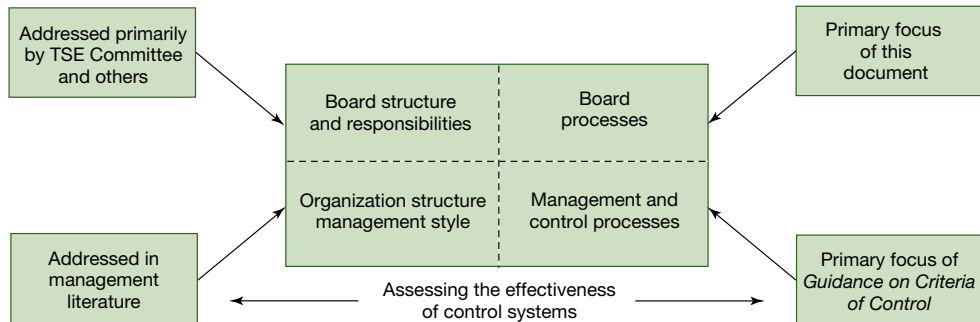 Addressed primarily
by TSE Committee
and others
Primary focus
of this
document
Board structure
and responsibilities
Board
processes
Organization structure
management style
Management and
control processes
Addressed in
management
literature
Assessing the effectiveness
of control systems
Primary focus of
Guidance on Criteria
of Control